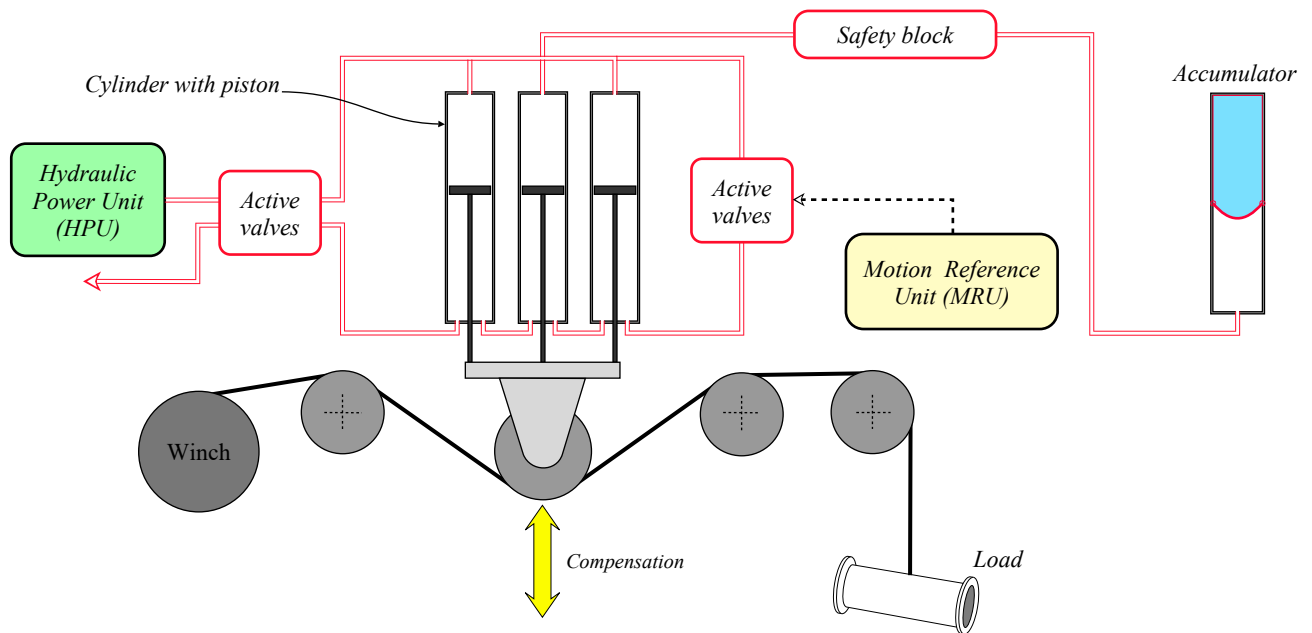 Safety block
Accumulator
Cylinder with piston
Hydraulic
Power Unit
(HPU)
Active
valves
Active
valves
Motion Reference
Unit (MRU)
Winch
Compensation
Load